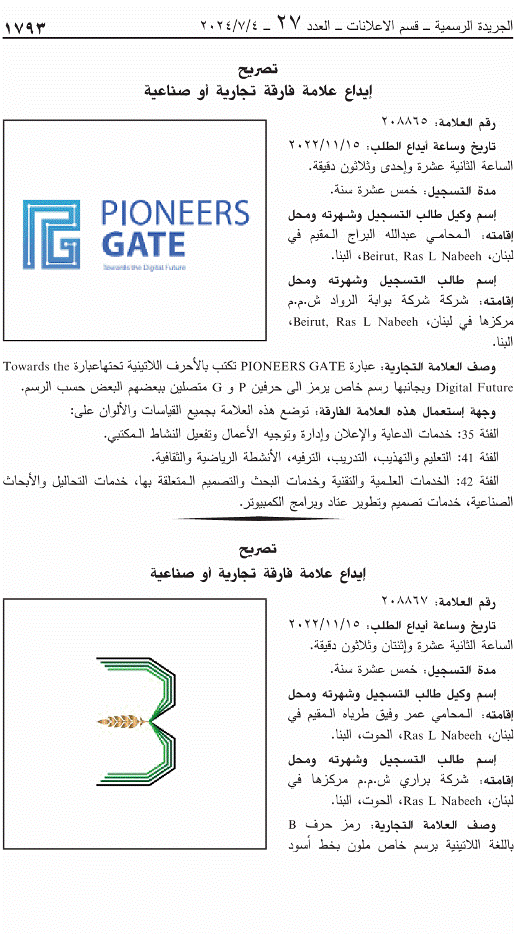 الجريدة الرسمية ــ قسم الاعلانات ــ العدد ٢٧ ــ ٢٠٢٤/٧/٤
١٧٩٣
تصريح
إيداع علامة فارقة تجارية أو صناعية
رقم العلامة: ٢٠٨٨٦٥
تاريخ وساعة أيداع الطلب: ٢٠٢٢/١١/١٥
الساعة الثانية عشرة وإحدى وثلاثون دقيقة.
مدة التسجيل: خمس عشرة سنة.
إسم وكيل طالب التسجيل وشهرته ومحل
إقامته: المحامي عبدالله البراج المقيم في
لبنان، Beirut, Ras L Nabeeh، البنا.
إسم طالب التسجيل وشهرته ومحل
إقامته: شركة شركة بوابة الرواد ش.م.م
مركزها في لبنان، Beirut, Ras L Nabeeh،
البنا.
PIONEERS
GATE
Towards the Digital Future
وصف العلامة التجارية: عبارة PIONEERS GATE تكتب بالأحرف اللاتينية تحتهاعبارة Towards the
Digital Future وبجانبها رسم خاص يرمز الى حرفين P و G متصلين ببعضهم البعض حسب الرسم.
وجهة إستعمال هذه العلامة الفارقة: توضع هذه العلامة بجميع القياسات والألوان على:
الفئة 35: خدمات الدعاية والإعلان وإدارة وتوجيه الأعمال وتفعيل النشاط المكتبي.
الفئة 41: التعليم والتهذيب، التدريب، الترفيه، الأنشطة الرياضية والثقافية.
الفئة 42: الخدمات العلمية والتقنية وخدمات البحث والتصميم المتعلقة بها، خدمات التحاليل والأبحاث
الصناعية، خدمات تصميم وتطوير عتاد وبرامج الكمبيوتر.
تصريح
إيداع علامة فارقة تجارية أو صناعية
رقم العلامة: ٢٠٨٨٦٧
تاريخ وساعة أيداع الطلب: ٢٠٢٢/١١/١٥
الساعة الثانية عشرة وإثنتان وثلاثون دقيقة.
مدة التسجيل: خمس عشرة سنة.
إسم وكيل طالب التسجيل وشهرته ومحل
إقامته: المحامي عمر وفيق طرباه المقيم في
لبنان، Ras L Nabeeh، الحوت، البنا.
إسم طالب التسجيل وشهرته ومحل
إقامته: شركة براري ش.م.م مركزها في
لبنان، Ras L Nabeeh، الحوت، البنا.
وصف العلامة التجارية: رمز حرف B
باللغة اللاتينية برسم خاص ملون بخط أسود